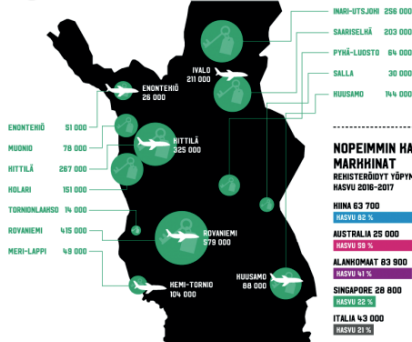 INARI-UTSJOKI 256 000
SAARISELKÄ 203 000
PYHÄ-LUOSTO 64 000
SALLA 30 000
KUUSAMO 144 000
IVALO
211 000
ENONTEKIÖ
26 000
KITTILÄ
325 000
ENONTEKIÖ 51 000
MUONIO 78 000
KITTILÄ 267 000
KOLARI 151 000
TORNIONLAAKSO 14 000
ROVANIEMI 415 000
MERI-LAPPI 49 000
ROVANIEMI
579 000
KEMI-TORNIO
104 000
KUUSAMO
88 000
NOPEIMMIN KA
MARKKINAT
REKISTERÖIDYT YÖPYM
KASVU 2016-2017
KIINA 63 700
KASVU 82 %
AUSTRALIA 25 000
KASVU 59 %
ALANKOMAAT 83 900
KASVU 41 %
SINGAPORE 28 800
KASVU 22 %
ITALIA 43 000
KASVU 21 %